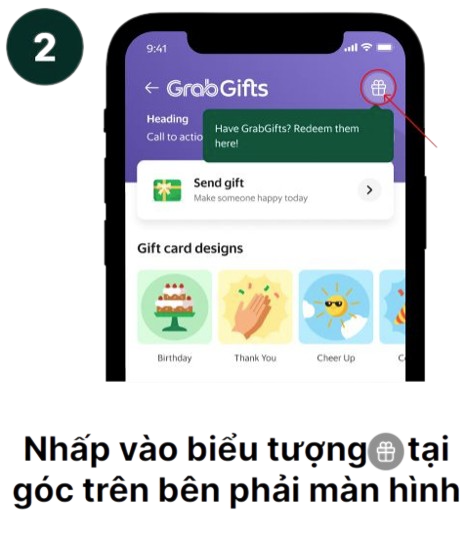 2
9:41
GrabGifts
Heading
Call to actio
Have GrabGifts? Redeem them
here!
Send gift
Make someone happy today
Gift card designs
Birthday
Thank You
Cheer Up
C
Nhấp vào biểu tượng tại
góc trên bên phải màn hình